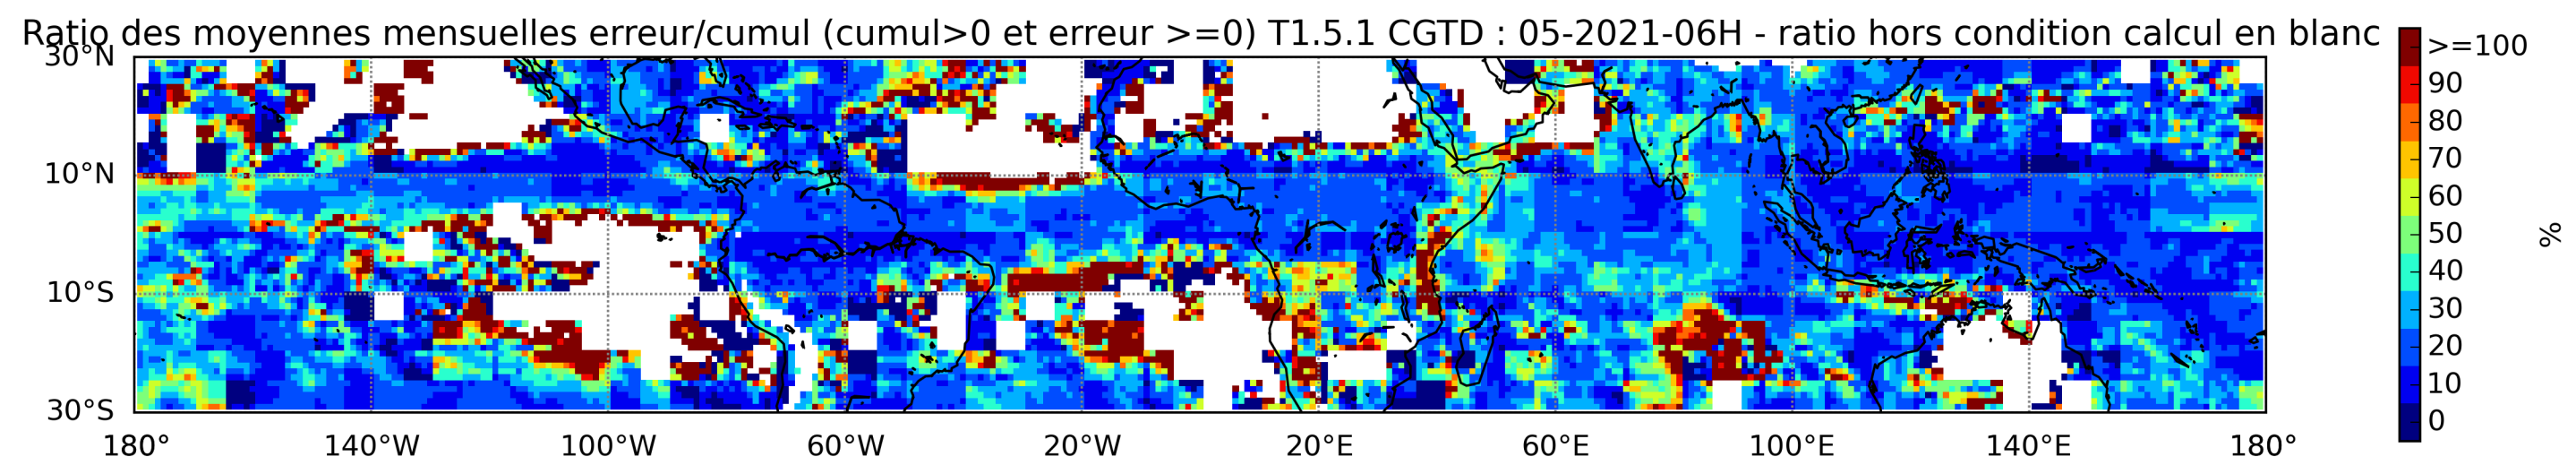 Ratio des moyennes mensuelles erreur/cumul (cumul>0 et erreur >=0) T1.5.1 CGTD : 05-2021-06H - ratio hors condition calcul en blanc
30°N
10°N
10°S
30°S
180° 140°W 100°W 60°W 20°W 20°E 60°E 100°E 140°E 180°
>=100
90
80
70
60
50
40
30
20
10
0
%